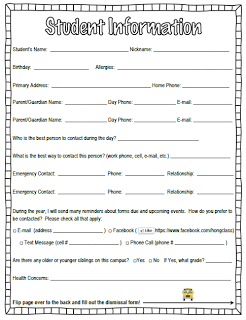 Student Information
Student's Name: Nickname:
Birthday: Allergies:
Primary Address: Home Phone:
Parent/Guardian Name: Day Phone: E-mail:
Parent/Guardian Name: Day Phone: E-mail:
Who is the best person to contact during the day?
What is the best way to contact this person? (work phone, cell, e-mail, etc.)
Emergency Contact: Phone: Relationship:
Emergency Contact: Phone: Relationship:
During the year, I will send many reminders about forms due and upcoming events. How do you prefer to
be contacted? Please check all that apply:
E-mail (address ) Facebook ( like https://www.facebook.com/hongclass)
Text Message (cell # ) Phone Call (phone # )
Are there any older or younger siblings on this campus? Yes No If Yes, what grade?
Health Concerns:
Flip page over to the back and fill out the dismissal form!